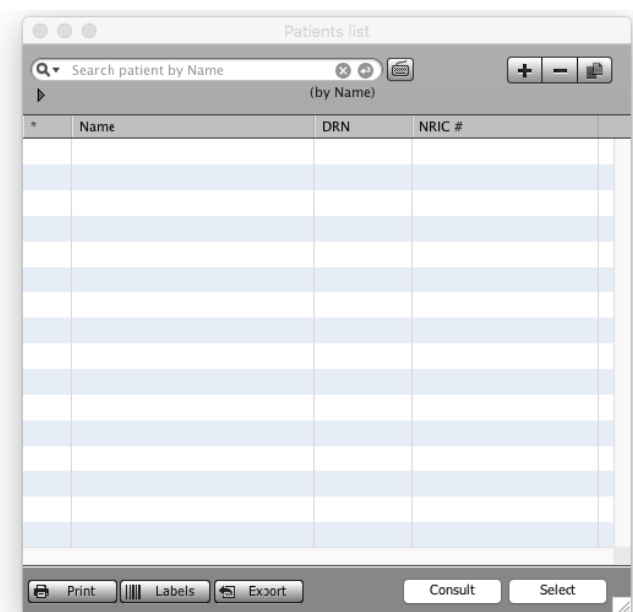 Patients list
Search patient by Name
(by Name)
* Name DRN NRIC #
Print Labels Export Consult Select